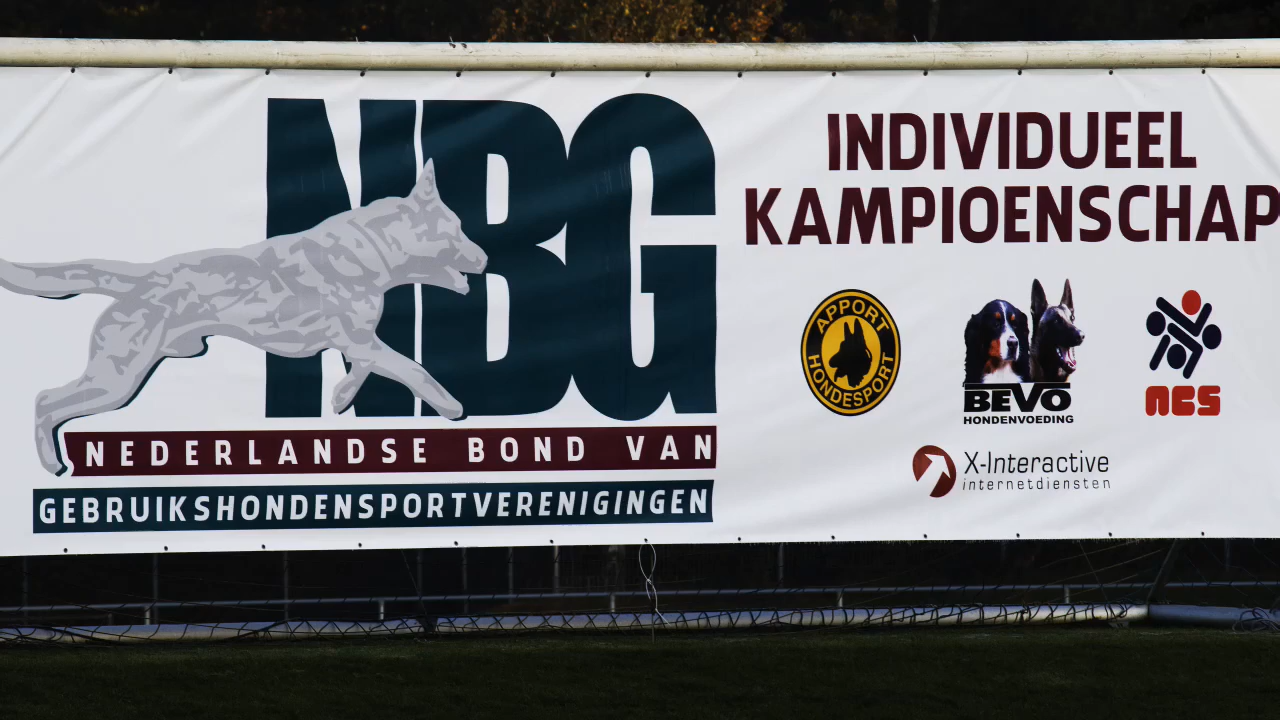 NBG
NEDERLANDSE BOND VAN
GEBRUIKSHONDENSPORTVERENIGINGEN
INDIVIDUEEL
KAMPIOENSCHAP
APPORT
HONDESPORT
BEVO
HONDENVOEDING
NCS
X-Interactive
internetdiensten